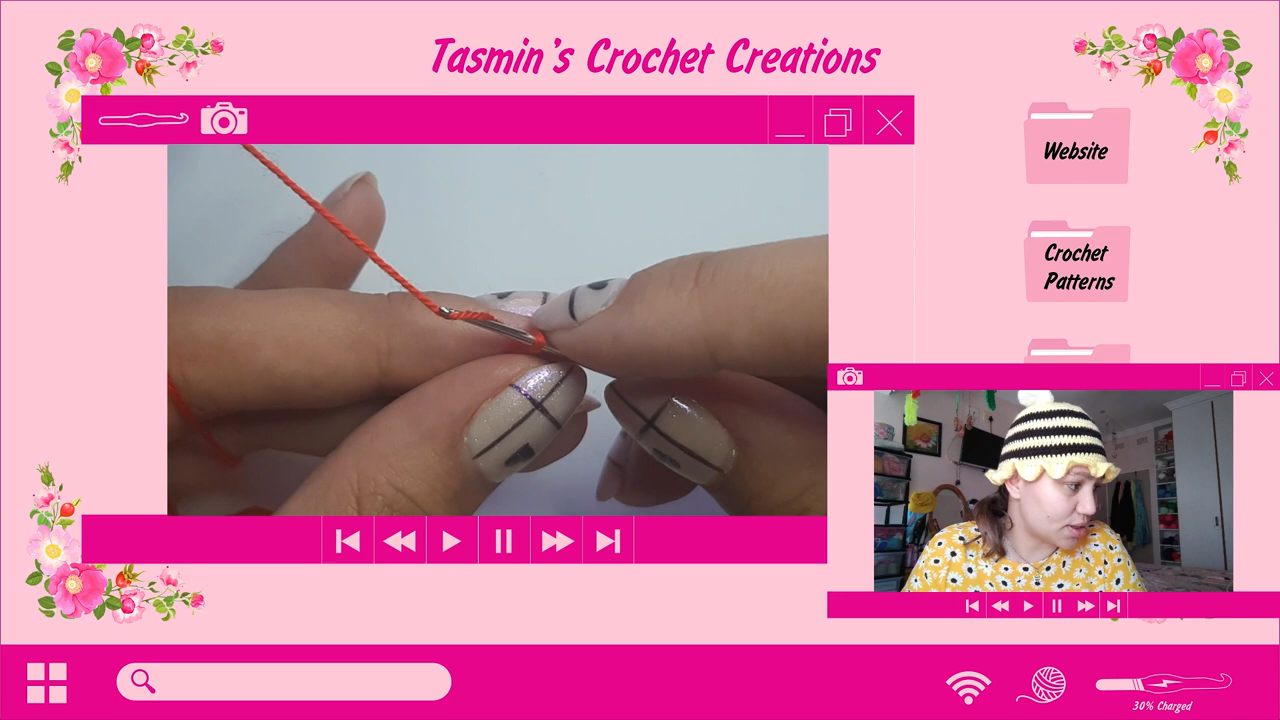 Tasmin's Crochet Creations
Website
Crochet
Patterns
30% Charged